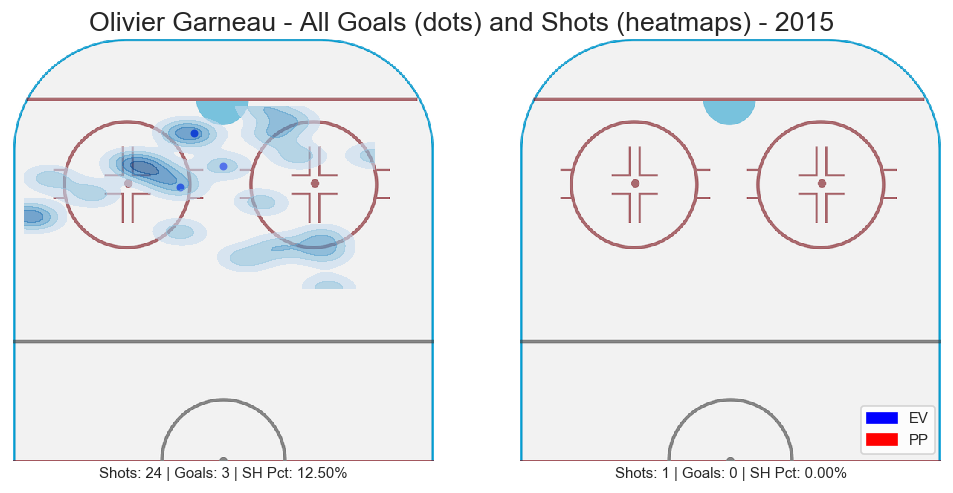 Olivier Garneau - All Goals (dots) and Shots (heatmaps) - 2015
EV
PP
Shots: 24 | Goals: 3 | SH Pct: 12.50%
Shots: 1 | Goals: 0 | SH Pct: 0.00%